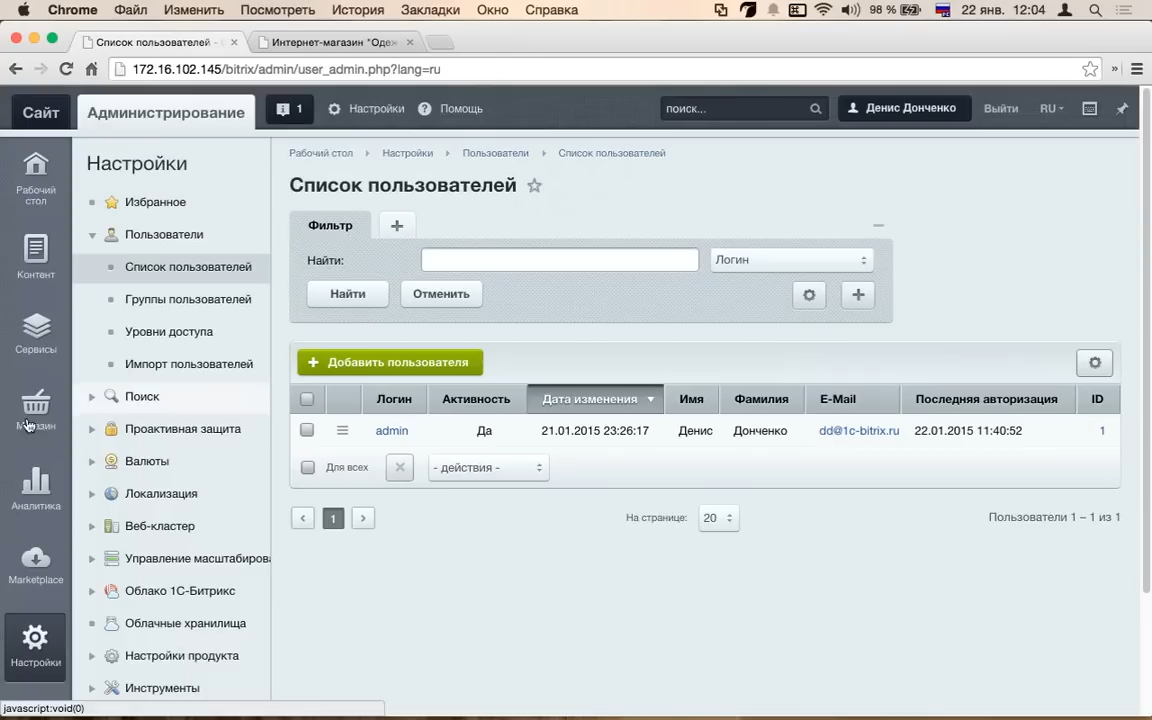 Chrome Файл Изменить Посмотреть История Закладки Окно Справка 98 % 22 янв. 12:04
Список пользователей - Интернет-магазин "Одеж
172.16.102.145/bitrix/admin/user_admin.php?lang=ru
Сайт Администрирование 1 Настройки Помощь поиск... Денис Донченко Выйти RU
Рабочий стол
Контент
Сервисы
Магазин
Аналитика
Marketplace
Настройки
Настройки
Избранное
Пользователи
Список пользователей
Группы пользователей
Уровни доступа
Импорт пользователей
Поиск
Проактивная защита
Валюты
Локализация
Веб-кластер
Управление масштабирова
Облако 1С-Битрикс
Облачные хранилища
Настройки продукта
Инструменты
Рабочий стол Настройки Пользователи Список пользователей
Список пользователей
Фильтр
Найти: Логин
Найти Отменить
Добавить пользователя
Логин Активность Дата изменения Имя Фамилия E-Mail Последняя авторизация ID
admin Да 21.01.2015 23:26:17 Денис Донченко dd@1c-bitrix.ru 22.01.2015 11:40:52 1
Для всех - действия -
1 На странице: 20 Пользователи 1 – 1 из 1
javascript:void(0)